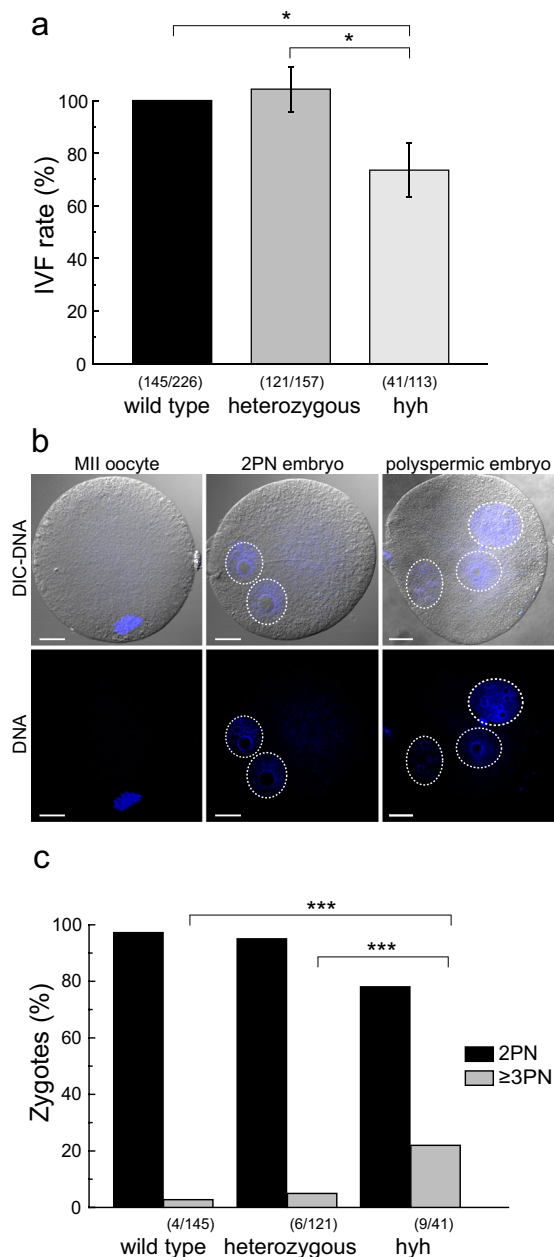 a
*
*
IVF rate (%)
100
80
60
40
20
0
(145/226) (121/157) (41/113)
wild type heterozygous hyh
b
MII oocyte 2PN embryo polyspermic embryo
DIC-DNA
DNA
c
***
***
Zygotes (%)
100
80
60
40
20
0
2PN
≥3PN
(4/145) (6/121) (9/41)
wild type heterozygous hyh